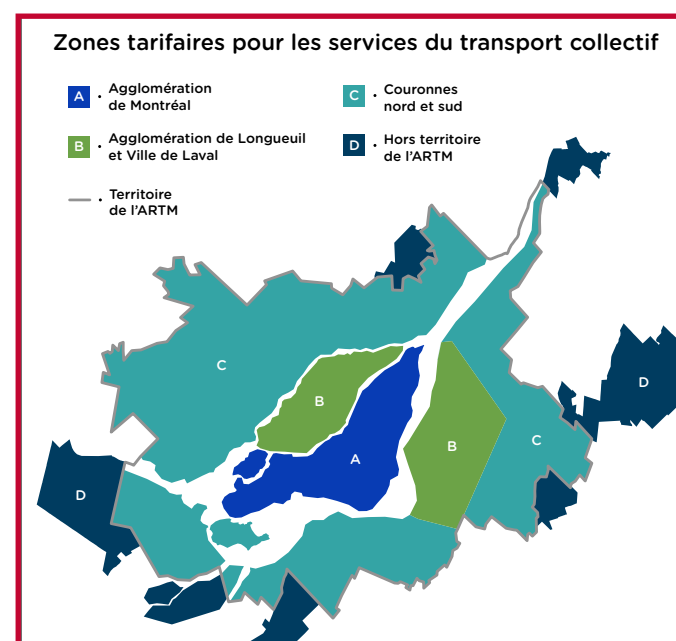 Zones tarifaires pour les services du transport collectif
A · Agglomération
de Montréal
B · Agglomération de Longueuil
et Ville de Laval
· Territoire
de l'ARTM
C · Couronnes
nord et sud
D · Hors territoire
de l'ARTM
C
D
B
A
B
C
D